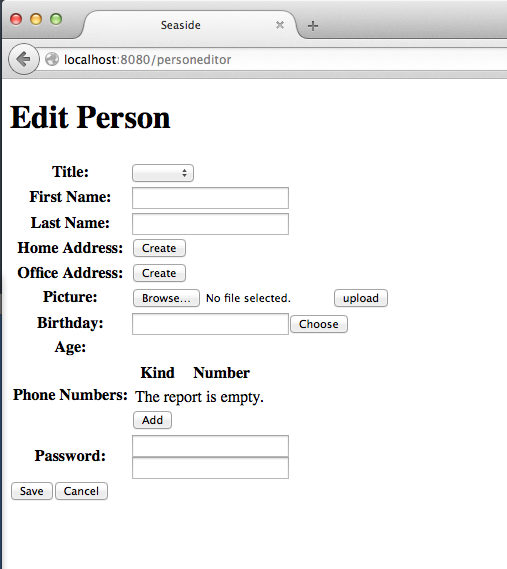 Seaside
localhost:8080/personeditor
Edit Person
Title:
First Name:
Last Name:
Home Address: Create
Office Address: Create
Picture: Browse... No file selected. upload
Birthday: Choose
Age:
Kind Number
Phone Numbers: The report is empty.
Add
Password:
Save Cancel